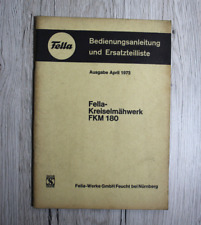 Fella
Bedienungsanleitung
und Ersatzteilliste
Ausgabe April 1973
Fella-
Kreiselmähwerk
FKM 180
Fella-Werke·GmbH Feucht bei Nürnberg